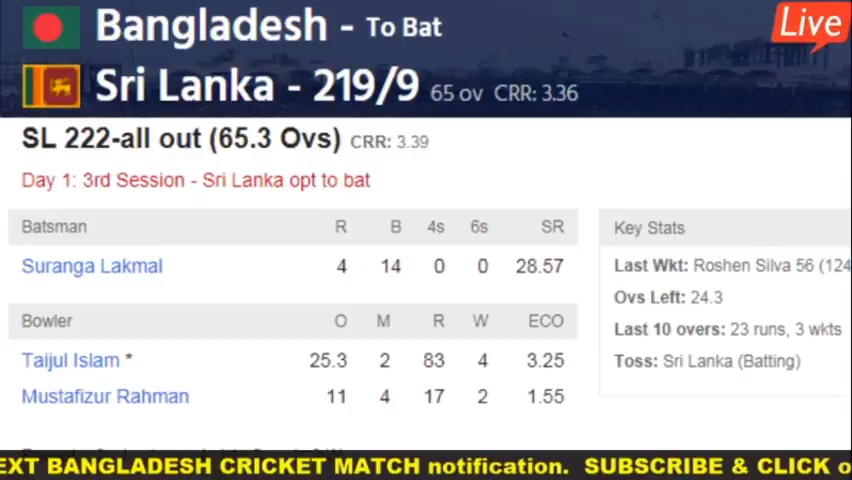 Live
Bangladesh - To Bat
Sri Lanka - 219/9 65 ov CRR: 3.36
SL 222-all out (65.3 Ovs) CRR: 3.39
Day 1: 3rd Session - Sri Lanka opt to bat
Batsman R B 4s 6s SR
Suranga Lakmal 4 14 0 0 28.57
Bowler O M R W ECO
Taijul Islam * 25.3 2 83 4 3.25
Mustafizur Rahman 11 4 17 2 1.55
Key Stats
Last Wkt: Roshen Silva 56 (124
Ovs Left: 24.3
Last 10 overs: 23 runs, 3 wkts
Toss: Sri Lanka (Batting)
EXT BANGLADESH CRICKET MATCH notification. SUBSCRIBE & CLICK o